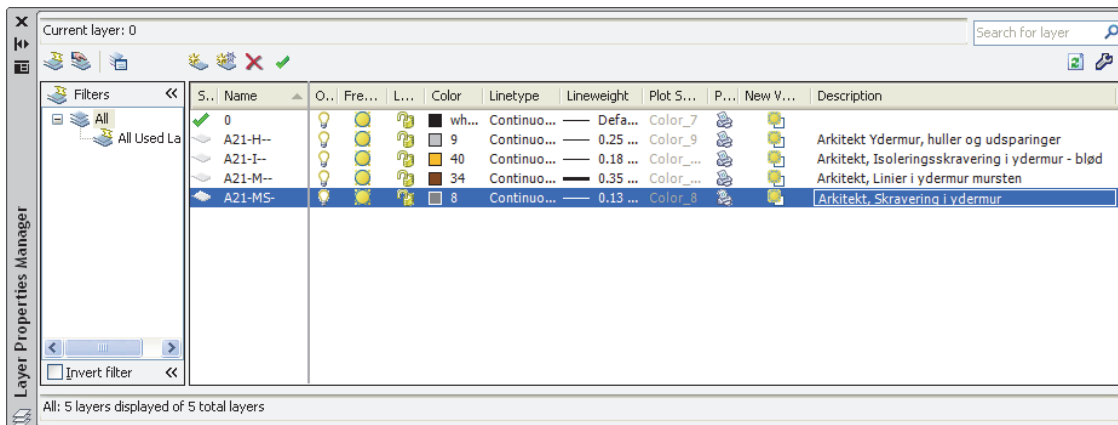 Current layer: 0
Search for layer
Filters
S.. Name O.. Fre... L... Color Linetype Lineweight Plot S... P... New V... Description
All
All Used La
0 wh... Continuo... Defa... Color_7
A21-H-- 9 Continuo... 0.25 ... Color_9 Arkitekt Ydermur, huller og udsparinger
A21-I-- 40 Continuo... 0.18 ... Color_... Arkitekt, Isoleringsskravering i ydermur - blød
A21-M-- 34 Continuo... 0.35 ... Color_... Arkitekt, Linier i ydermur mursten
A21-MS- 8 Continuo... 0.13 ... Color_8 Arkitekt, Skravering i ydermur
Invert filter
Layer Properties Manager
All: 5 layers displayed of 5 total layers